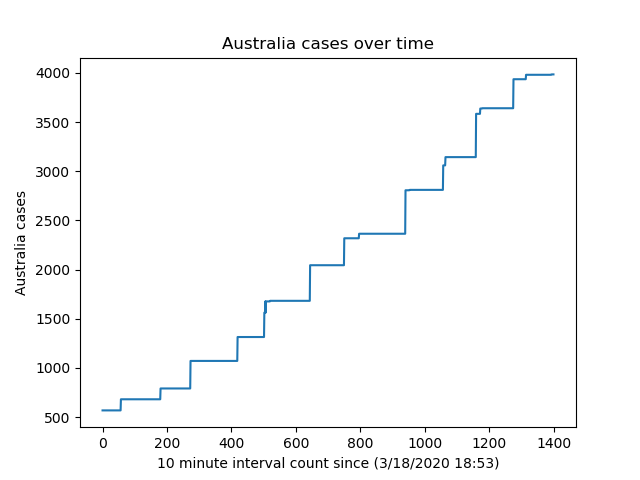 Australia cases over time
4000
3500
3000
2500
2000
1500
1000
500
Australia cases
0 200 400 600 800 1000 1200 1400
10 minute interval count since (3/18/2020 18:53)